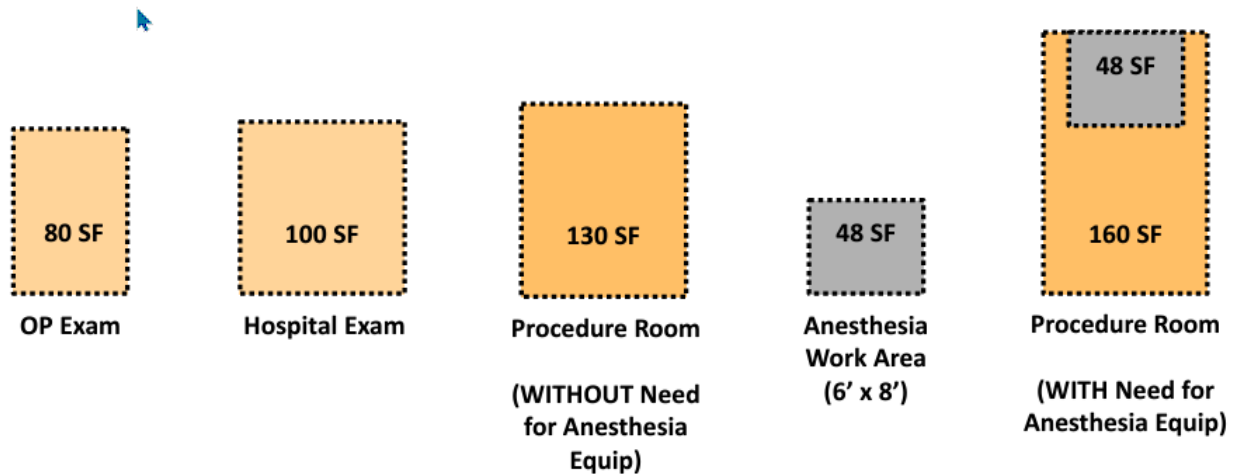 80 SF
OP Exam
100 SF
Hospital Exam
130 SF
Procedure Room
(WITHOUT Need
for Anesthesia
Equip)
48 SF
Anesthesia
Work Area
(6’ x 8’)
48 SF
160 SF
Procedure Room
(WITH Need for
Anesthesia Equip)